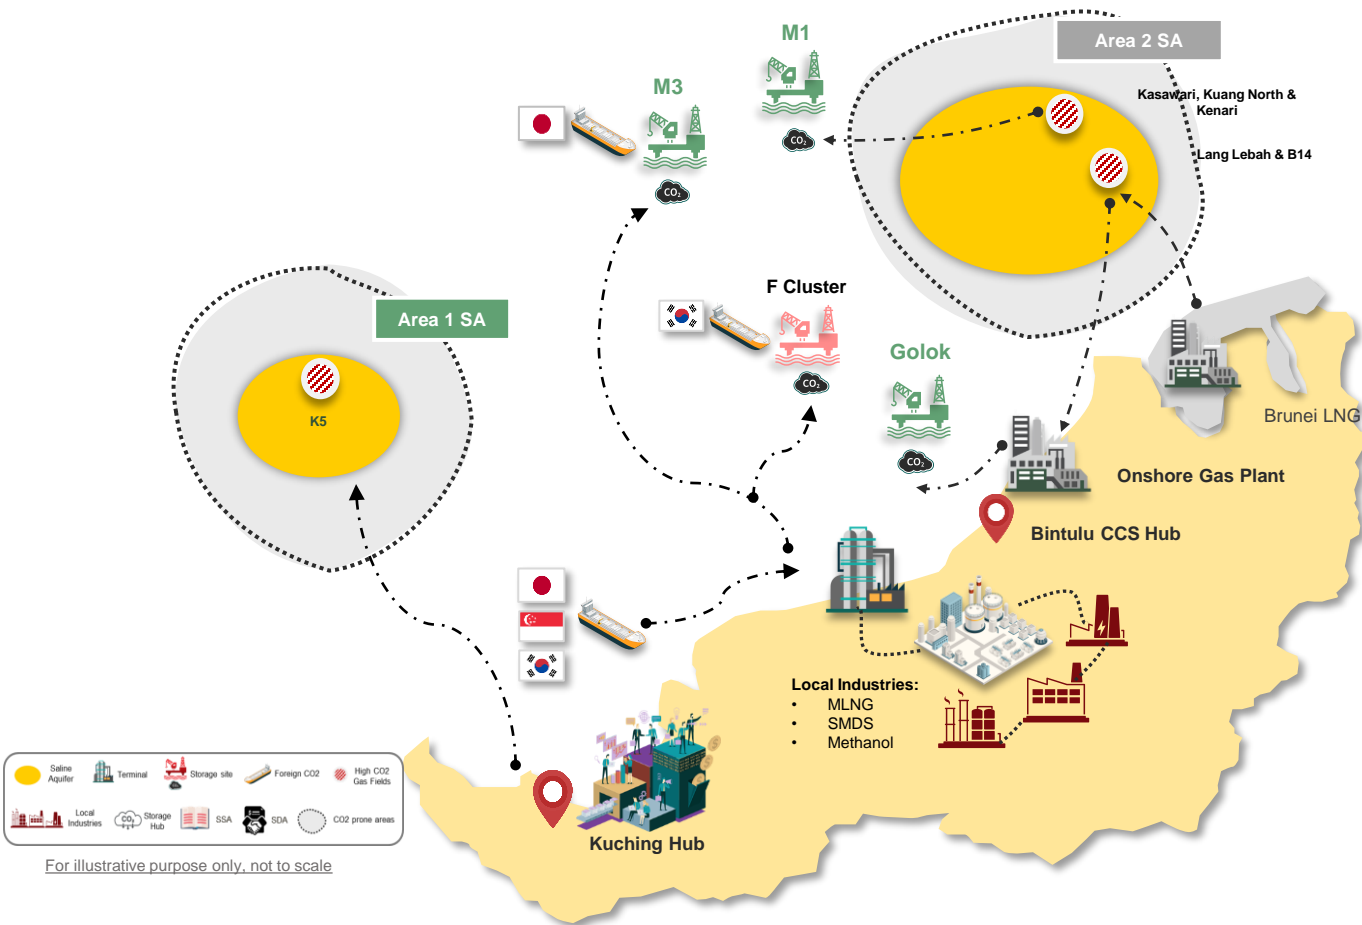 M1
Area 2 SA
M3
Kasawari, Kuang North &
Kenari
CO₂
Lang Lebah & B14
CO₂
F Cluster
Area 1 SA
Golok
CO₂
K5
Brunei LNG
CO₂
Onshore Gas Plant
Bintulu CCS Hub
Local Industries:
• MLNG
• SMDS
• Methanol
Kuching Hub
Saline
Aquifer
Terminal
Storage site
Foreign CO2
High CO2
Gas Fields
Local
Industries
CO₂
Storage
Hub
SSA
SDA
CO2 prone areas
For illustrative purpose only, not to scale